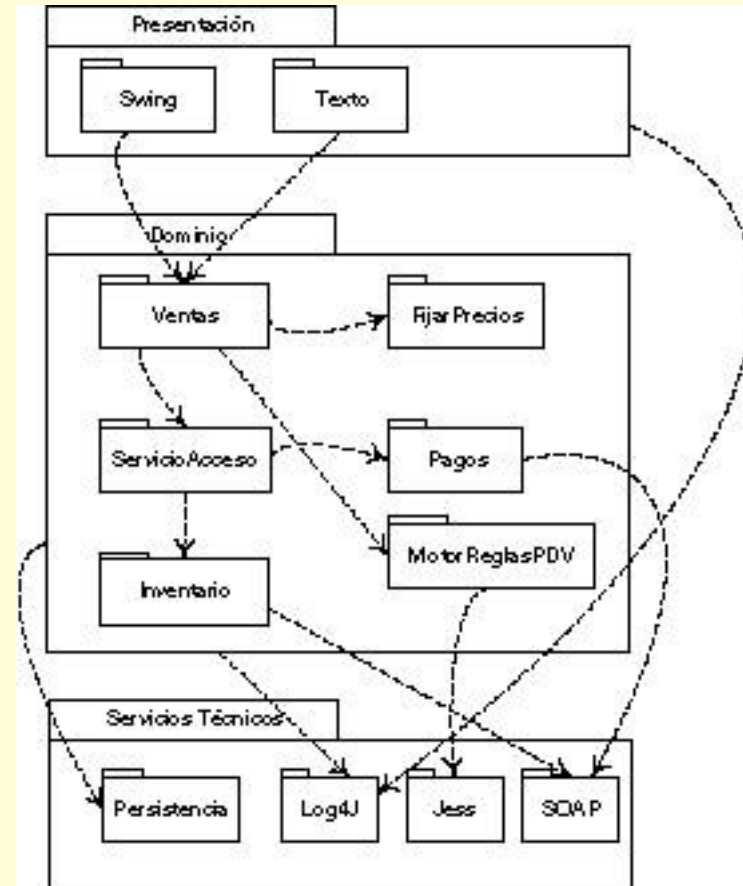 Presentación
Swing
Texto
Dominio
Ventas
FijarPrecios
ServicioAcceso
Pagos
MotorReglasPDV
Inventario
Servicios Técnicos
Persistencia
Log4J
Jess
SOAP